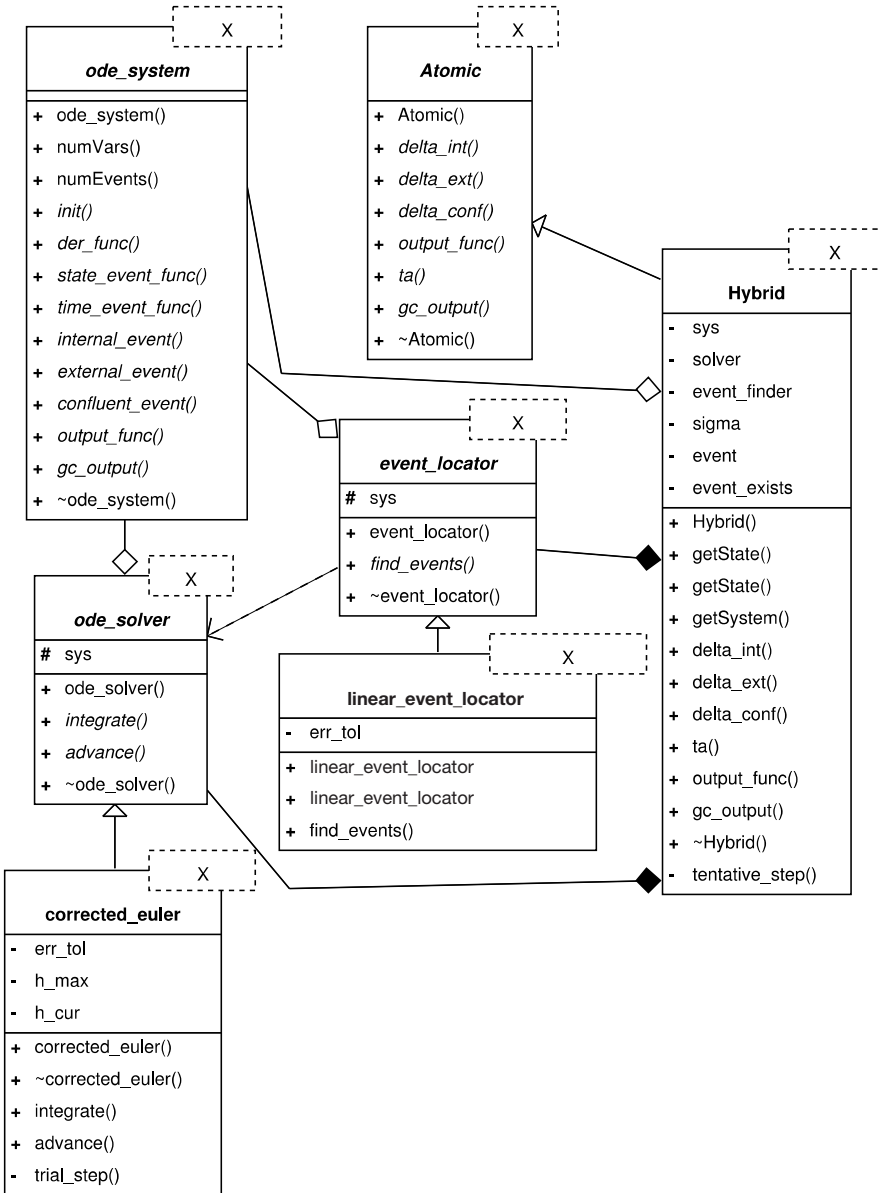 X
ode_system
+ ode_system()
+ numVars()
+ numEvents()
+ init()
+ der_func()
+ state_event_func()
+ time_event_func()
+ internal_event()
+ external_event()
+ confluent_event()
+ output_func()
+ gc_output()
+ ~ode_system()
X
Atomic
+ Atomic()
+ delta_int()
+ delta_ext()
+ delta_conf()
+ output_func()
+ ta()
+ gc_output()
+ ~Atomic()
X
Hybrid
- sys
- solver
- event_finder
- sigma
- event
- event_exists
+ Hybrid()
+ getState()
+ getState()
+ getSystem()
+ delta_int()
+ delta_ext()
+ delta_conf()
+ ta()
+ output_func()
+ gc_output()
+ ~Hybrid()
- tentative_step()
X
event_locator
# sys
+ event_locator()
+ find_events()
+ ~event_locator()
X
ode_solver
# sys
+ ode_solver()
+ integrate()
+ advance()
+ ~ode_solver()
X
linear_event_locator
- err_tol
+ linear_event_locator
+ linear_event_locator
+ find_events()
X
corrected_euler
- err_tol
- h_max
- h_cur
+ corrected_euler()
+ ~corrected_euler()
+ integrate()
+ advance()
- trial_step()